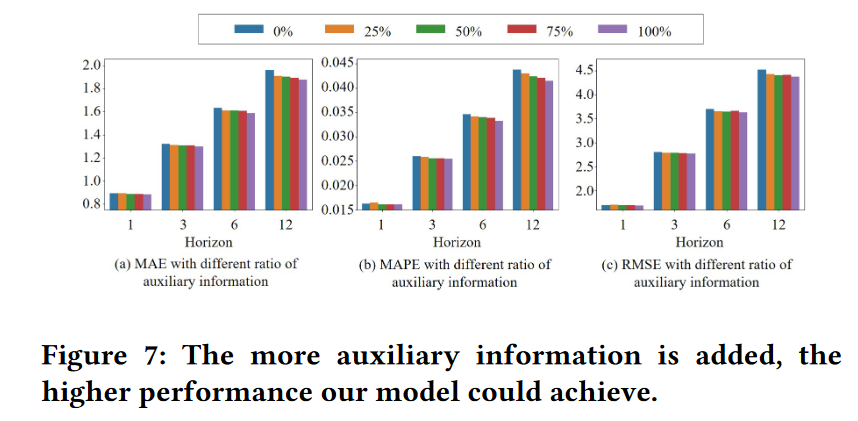 0% 25% 50% 75% 100%
2.0
1.8
1.6
1.4
1.2
1.0
0.8
1 3 6 12
Horizon
(a) MAE with different ratio of
auxiliary information
0.045
0.040
0.035
0.030
0.025
0.020
0.015
1 3 6 12
Horizon
(b) MAPE with different ratio of
auxiliary information
4.5
4.0
3.5
3.0
2.5
2.0
1 3 6 12
Horizon
(c) RMSE with different ratio of
auxiliary information
Figure 7: The more auxiliary information is added, the
higher performance our model could achieve.